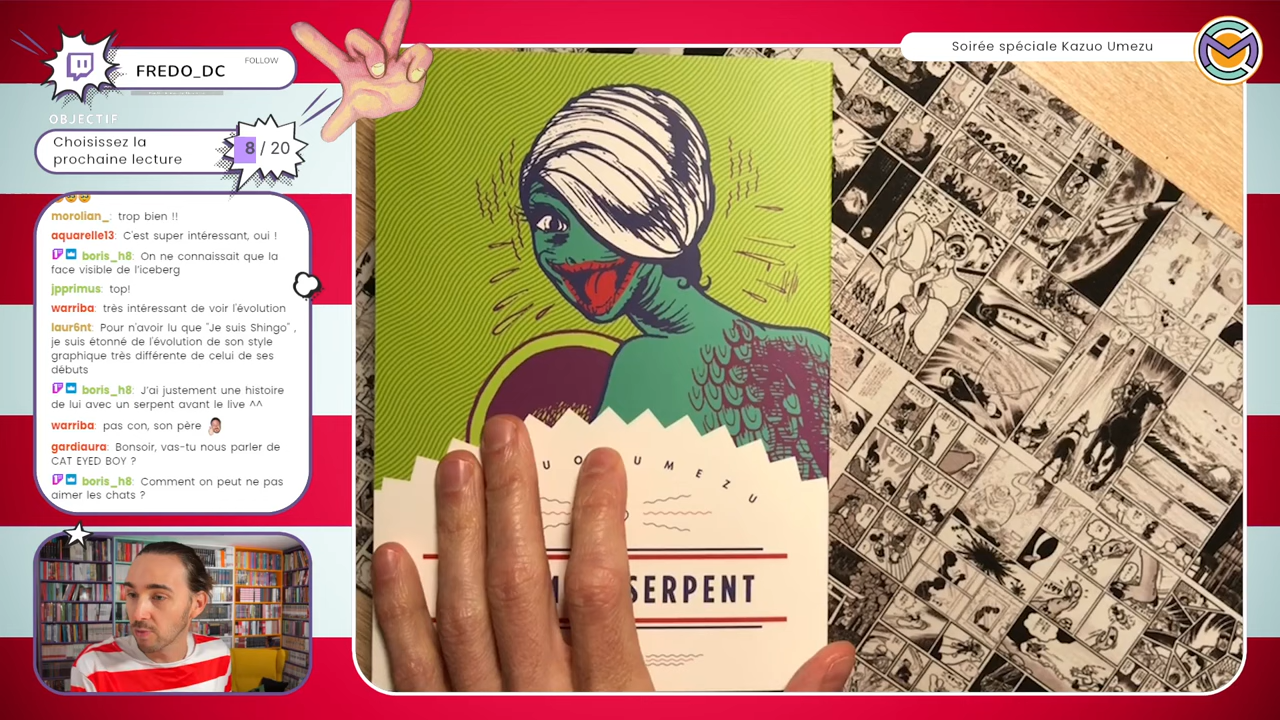 Soirée spéciale Kazuo Umezu
FREDO_DC
FOLLOW
OBJECTIF
Choisissez la
prochaine lecture
8 / 20
morolian_: trop bien !!
aquarelle13: C'est super intéressant, oui !
boris_h8: On ne connaissait que la
face visible de l'iceberg
jpprimus: top!
warriba: très intéressant de voir l'évolution
laur6nt: Pour n'avoir lu que "Je suis Shingo" ,
je suis étonné de l'évolution de son style
graphique très différente de celui de ses
débuts
boris_h8: J'ai justement une histoire
de lui avec un serpent avant le live ^^
warriba: pas con, son père
gardiaura: Bonsoir, vas-tu nous parler de
CAT EYED BOY ?
boris_h8: Comment on peut ne pas
aimer les chats ?
UO UMEZU
SERPENT